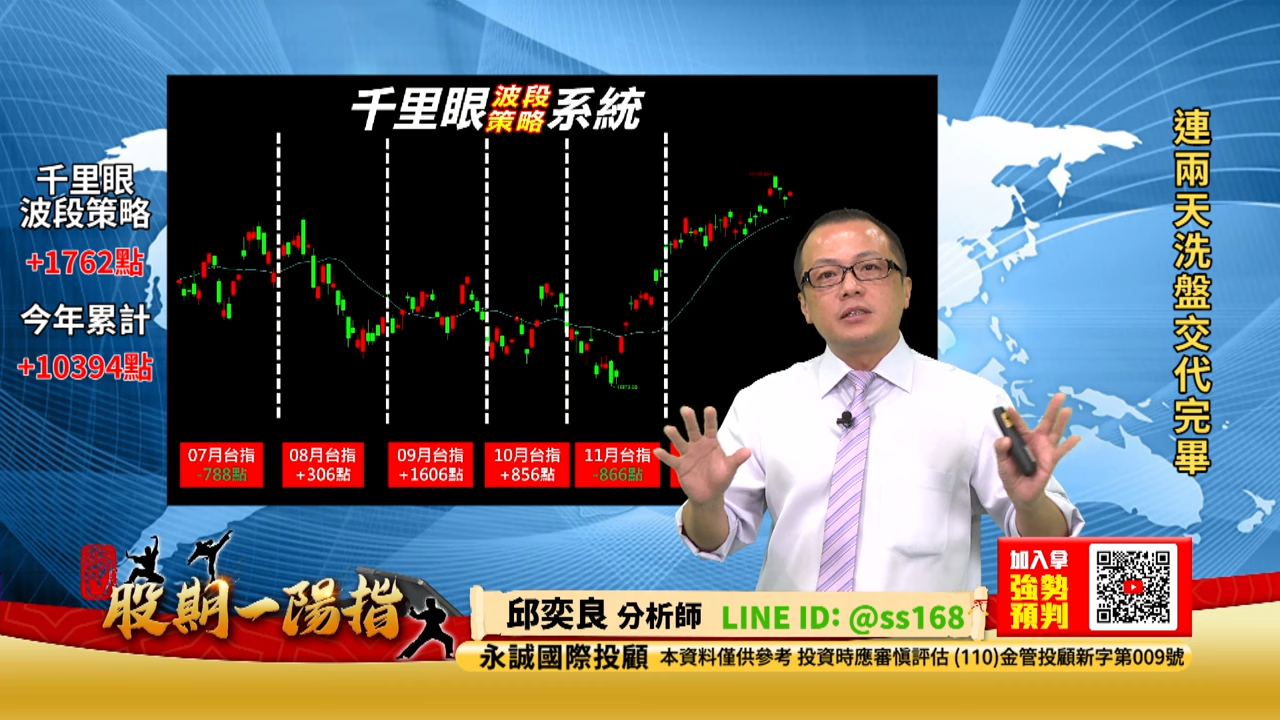 千里眼波段策略系統
連兩天洗盤交代完畢
千里眼
波段策略
+1762點
今年累計
+10394點
07月台指
-788點
08月台指
+306點
09月台指
+1606點
10月台指
+856點
11月台指
-866點
股期一陽指
邱奕良 分析師 LINE ID: @ss168
加入拿
強勢
預判
永誠國際投顧 本資料僅供參考 投資時應審慎評估 (110)金管投顧新字第009號